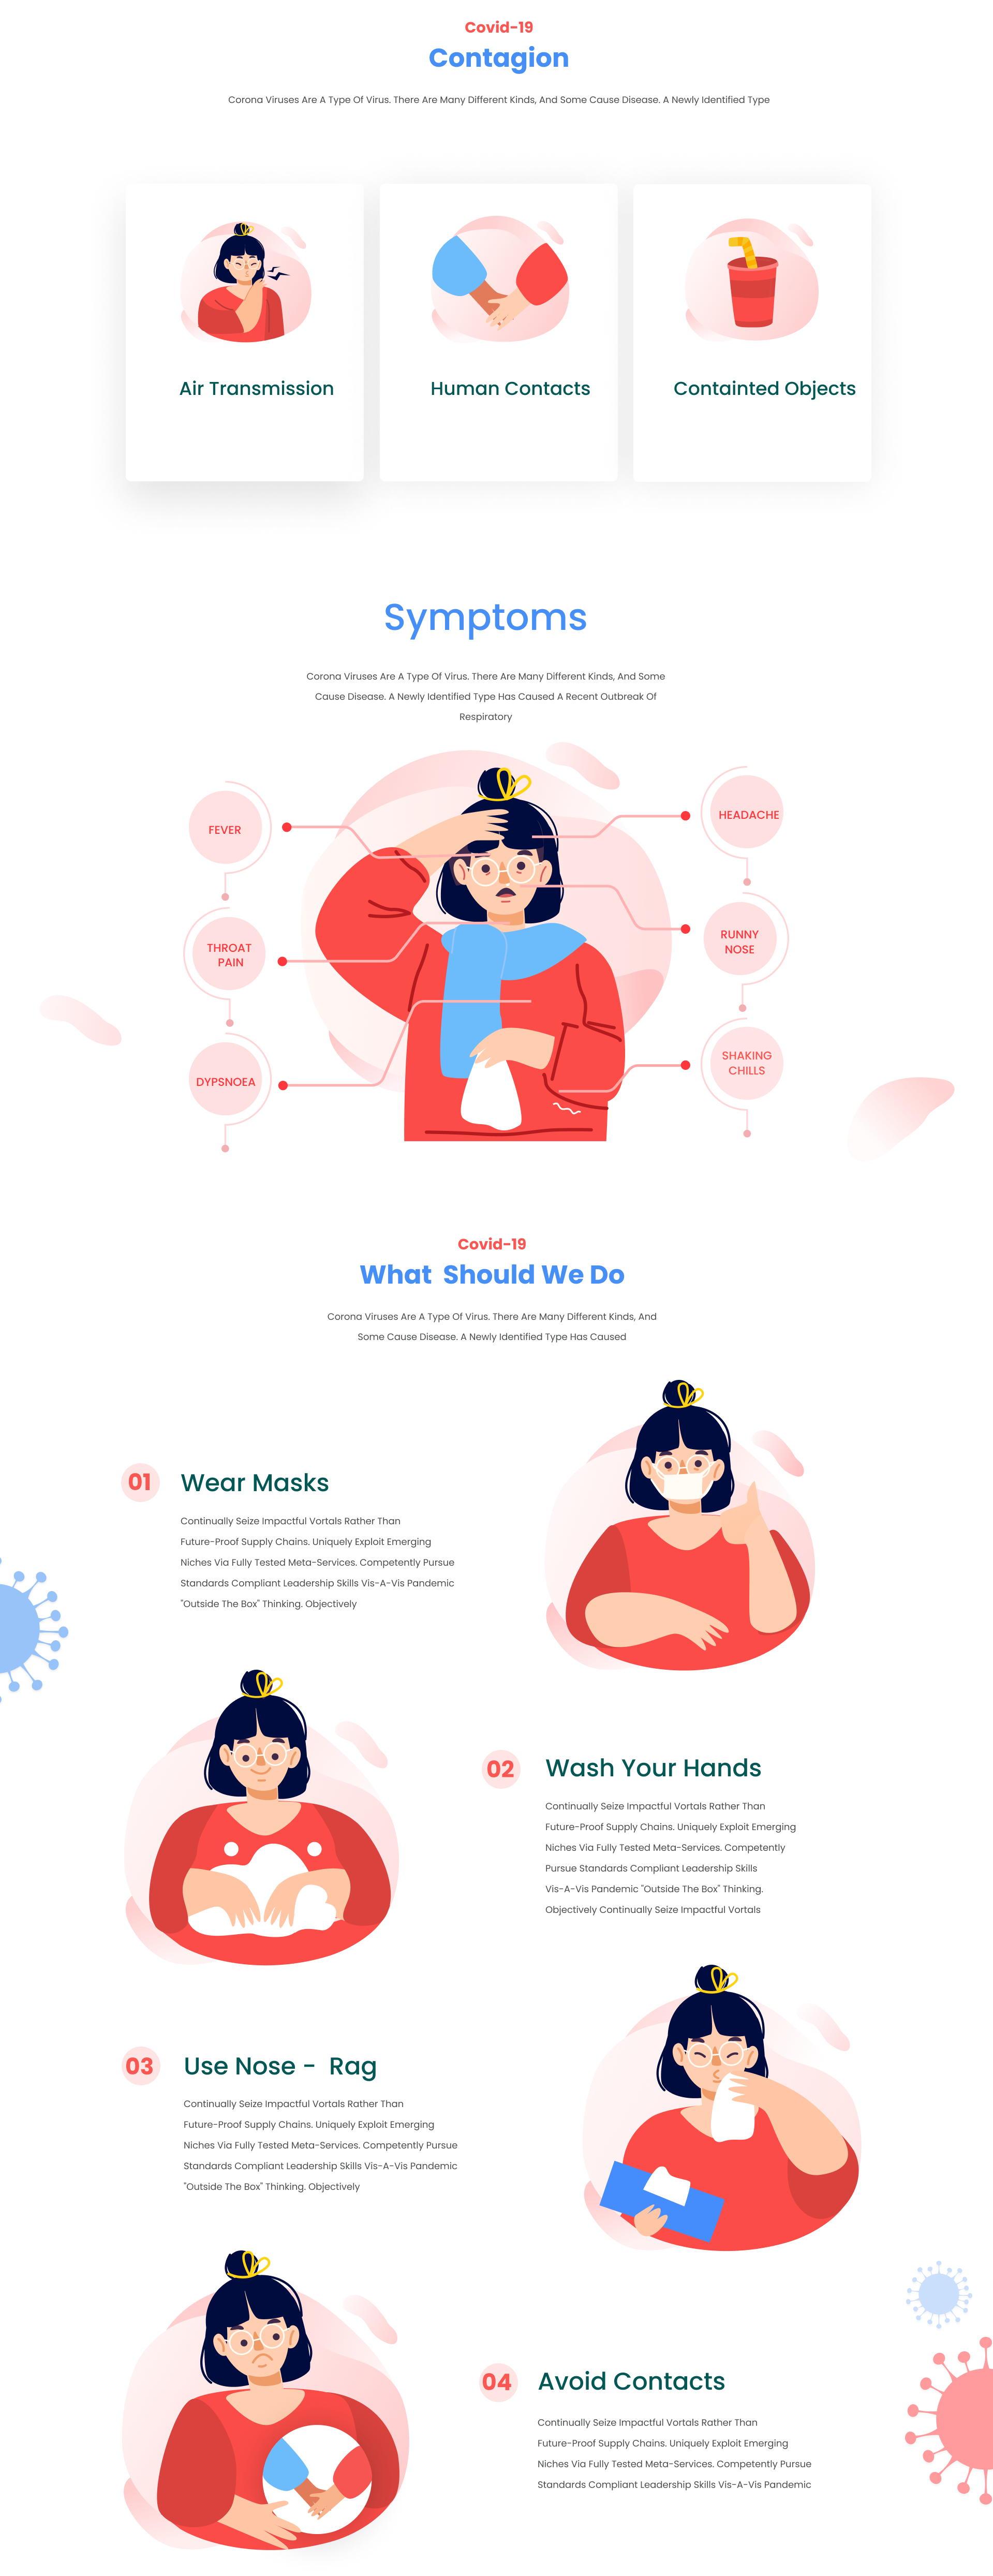 Covid-19
Contagion
Corona Viruses Are A Type Of Virus. There Are Many Different Kinds, And Some Cause Disease. A Newly Identified Type
Air Transmission
Human Contacts
Containted Objects
Symptoms
Corona Viruses Are A Type Of Virus. There Are Many Different Kinds, And Some
Cause Disease. A Newly Identified Type Has Caused A Recent Outbreak Of
Respiratory
FEVER
HEADACHE
THROAT
PAIN
RUNNY
NOSE
DYPSNOEA
SHAKING
CHILLS
Covid-19
What Should We Do
Corona Viruses Are A Type Of Virus. There Are Many Different Kinds, And
Some Cause Disease. A Newly Identified Type Has Caused
01
Wear Masks
Continually Seize Impactful Vortals Rather Than
Future-Proof Supply Chains. Uniquely Exploit Emerging
Niches Via Fully Tested Meta-Services. Competently Pursue
Standards Compliant Leadership Skills Vis-A-Vis Pandemic
"Outside The Box" Thinking. Objectively
02
Wash Your Hands
Continually Seize Impactful Vortals Rather Than
Future-Proof Supply Chains. Uniquely Exploit Emerging
Niches Via Fully Tested Meta-Services. Competently
Pursue Standards Compliant Leadership Skills
Vis-A-Vis Pandemic "Outside The Box" Thinking.
Objectively Continually Seize Impactful Vortals
03
Use Nose - Rag
Continually Seize Impactful Vortals Rather Than
Future-Proof Supply Chains. Uniquely Exploit Emerging
Niches Via Fully Tested Meta-Services. Competently Pursue
Standards Compliant Leadership Skills Vis-A-Vis Pandemic
"Outside The Box" Thinking. Objectively
04
Avoid Contacts
Continually Seize Impactful Vortals Rather Than
Future-Proof Supply Chains. Uniquely Exploit Emerging
Niches Via Fully Tested Meta-Services. Competently Pursue
Standards Compliant Leadership Skills Vis-A-Vis Pandemic